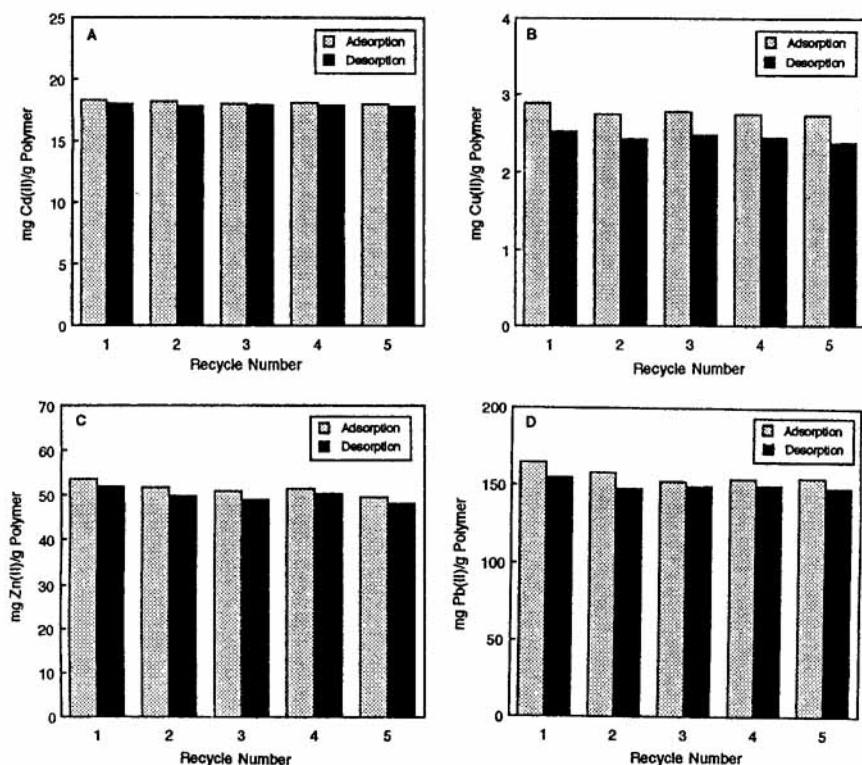 A
Adsorption
Desorption
25
20
15
10
5
0
mg Cd(II)/g Polymer
1 2 3 4 5
Recycle Number
B
Adsorption
Desorption
4
3
2
1
0
mg Cu(II)/g Polymer
1 2 3 4 5
Recycle Number
C
Adsorption
Desorption
70
60
50
40
30
20
10
0
mg Zn(II)/g Polymer
1 2 3 4 5
Recycle Number
D
Adsorption
Desorption
200
150
100
50
0
mg Pb(II)/g Polymer
1 2 3 4 5
Recycle Number